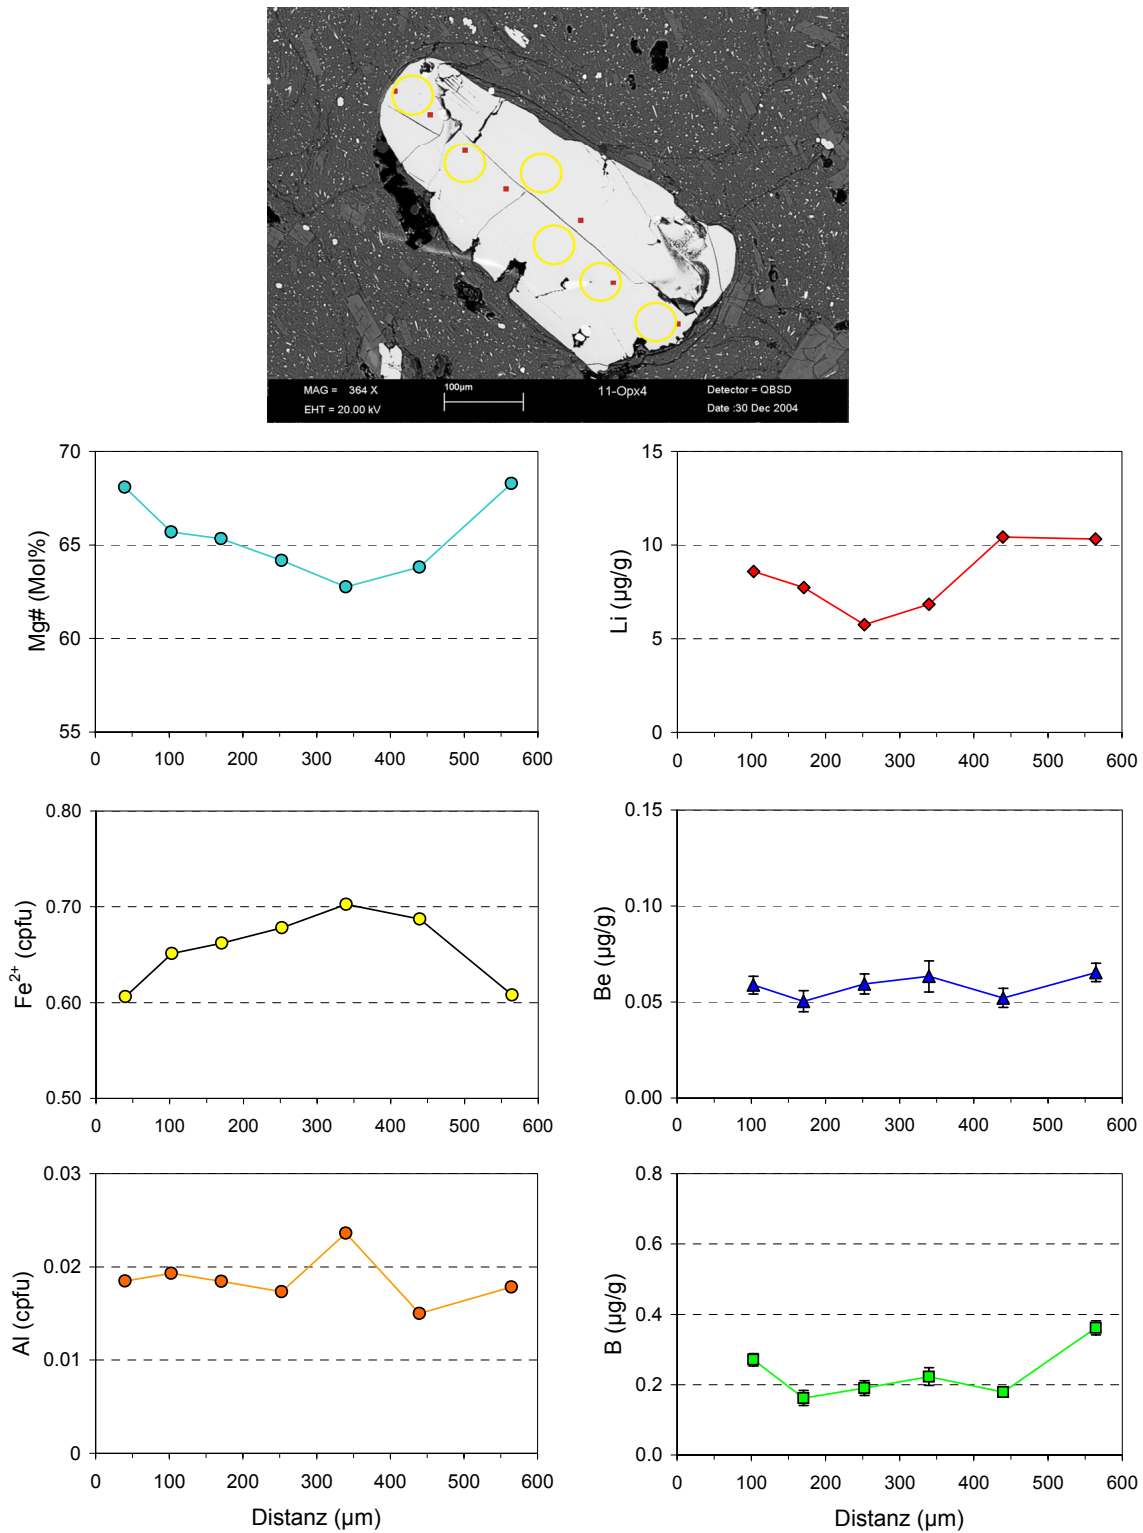 MAG = 364 X
100µm
11-Opx4
Detector = QBSD
EHT = 20.00 kV
Date :30 Dec 2004
70
65
60
55
Mg# (Mol%)
0 100 200 300 400 500 600
15
10
5
0
Li (µg/g)
0 100 200 300 400 500 600
0.80
0.70
0.60
0.50
Fe²⁺ (cpfu)
0 100 200 300 400 500 600
0.15
0.10
0.05
0.00
Be (µg/g)
0 100 200 300 400 500 600
0.03
0.02
0.01
0
Al (cpfu)
0 100 200 300 400 500 600
Distanz (µm)
0.8
0.6
0.4
0.2
0.0
B (µg/g)
0 100 200 300 400 500 600
Distanz (µm)